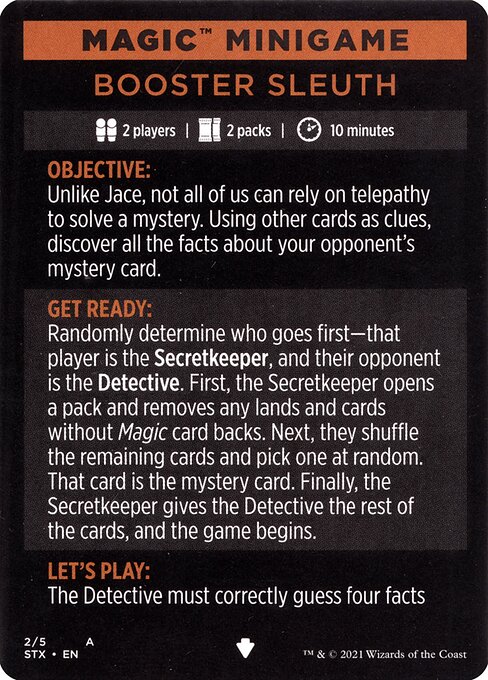 MAGIC™ MINIGAME
BOOSTER SLEUTH
2 players | 2 packs | 10 minutes
OBJECTIVE:
Unlike Jace, not all of us can rely on telepathy
to solve a mystery. Using other cards as clues,
discover all the facts about your opponent's
mystery card.
GET READY:
Randomly determine who goes first—that
player is the Secretkeeper, and their opponent
is the Detective. First, the Secretkeeper opens
a pack and removes any lands and cards
without Magic card backs. Next, they shuffle
the remaining cards and pick one at random.
That card is the mystery card. Finally, the
Secretkeeper gives the Detective the rest of
the cards, and the game begins.
LET'S PLAY:
The Detective must correctly guess four facts
2/5 A
STX • EN
™ & © 2021 Wizards of the Coast